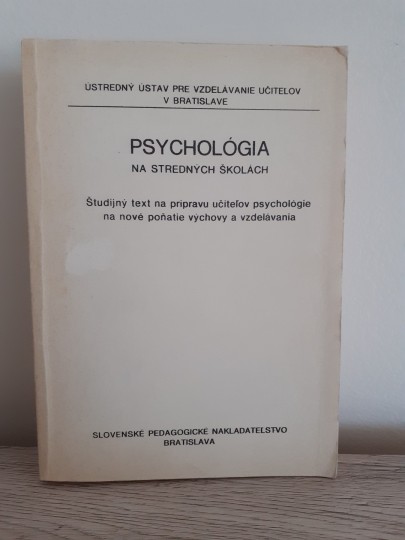 ÚSTREDNÝ ÚSTAV PRE VZDELÁVANIE UČITEĽOV
V BRATISLAVE
PSYCHOLÓGIA
NA STREDNÝCH ŠKOLÁCH
Študijný text na prípravu učiteľov psychológie
na nové poňatie výchovy a vzdelávania
SLOVENSKÉ PEDAGOGICKÉ NAKLADATEĽSTVO
BRATISLAVA